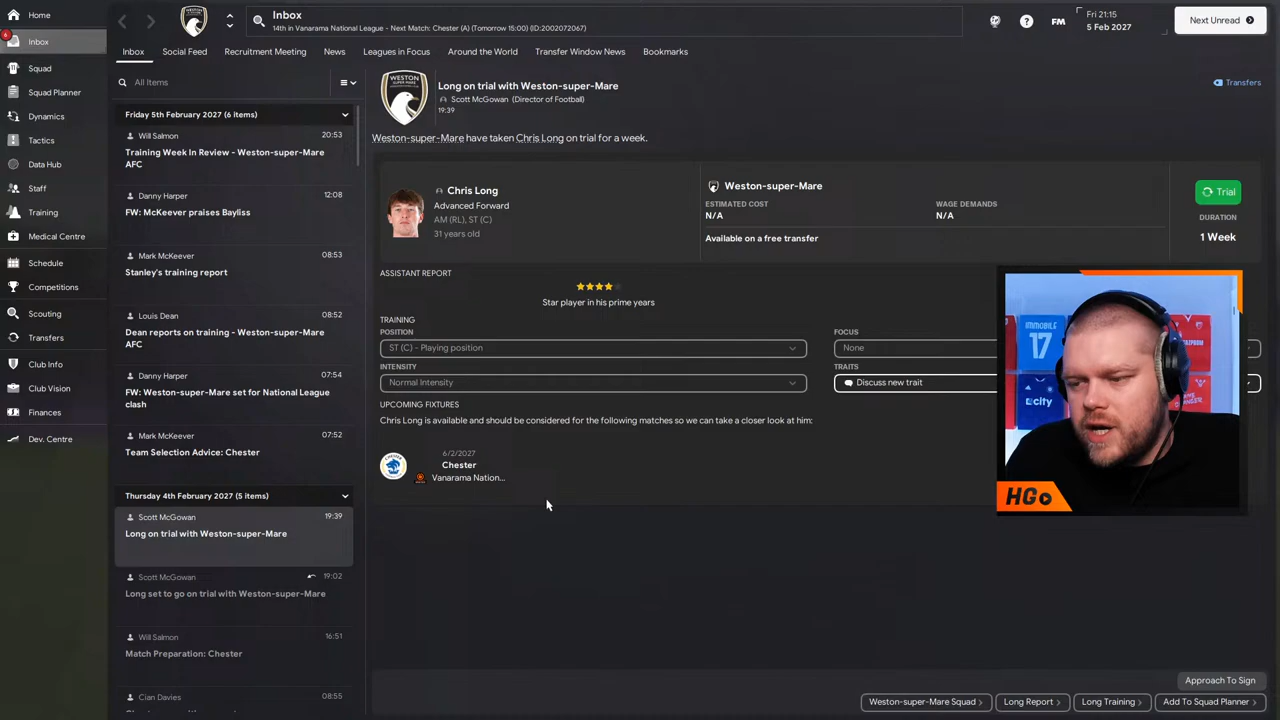 Home
6
Inbox
Squad
Squad Planner
Dynamics
Tactics
Data Hub
Staff
Training
Medical Centre
Schedule
Competitions
Scouting
Transfers
Club Info
Club Vision
Finances
Dev. Centre
Inbox
14th in Vanarama National League - Next Match: Chester (A) (Tomorrow 15:00) (ID:2002072067)
FM
Fri 21:15
5 Feb 2027
Next Unread
Inbox Social Feed Recruitment Meeting News Leagues in Focus Around the World Transfer Window News Bookmarks
All Items
Friday 5th February 2027 (6 items)
Will Salmon 20:53
Training Week In Review - Weston-super-Mare
AFC
Danny Harper 12:08
FW: McKeever praises Bayliss
Mark McKeever 08:53
Stanley's training report
Louis Dean 08:52
Dean reports on training - Weston-super-Mare
AFC
Danny Harper 07:54
FW: Weston-super-Mare set for National League
clash
Mark McKeever 07:52
Team Selection Advice: Chester
Thursday 4th February 2027 (5 items)
Scott McGowan 19:39
Long on trial with Weston-super-Mare
Scott McGowan 19:02
Long set to go on trial with Weston-super-Mare
Will Salmon 16:51
Match Preparation: Chester
Cian Davies 08:55
WESTON
SUPER MARE
Long on trial with Weston-super-Mare
Scott McGowan (Director of Football)
19:39
Transfers
Weston-super-Mare have taken Chris Long on trial for a week.
Chris Long
Advanced Forward
AM (RL), ST (C)
31 years old
Weston-super-Mare
ESTIMATED COST WAGE DEMANDS
N/A N/A
Available on a free transfer
Trial
DURATION
1 Week
ASSISTANT REPORT
Star player in his prime years
TRAINING
POSITION FOCUS
ST (C) - Playing position None
INTENSITY TRAITS
Normal Intensity Discuss new trait
UPCOMING FIXTURES
Chris Long is available and should be considered for the following matches so we can take a closer look at him:
6/2/2027
Chester
Vanarama Nation...
IMMOBILE
17
city
HGo
Approach To Sign
Weston-super-Mare Squad Long Report Long Training Add To Squad Planner